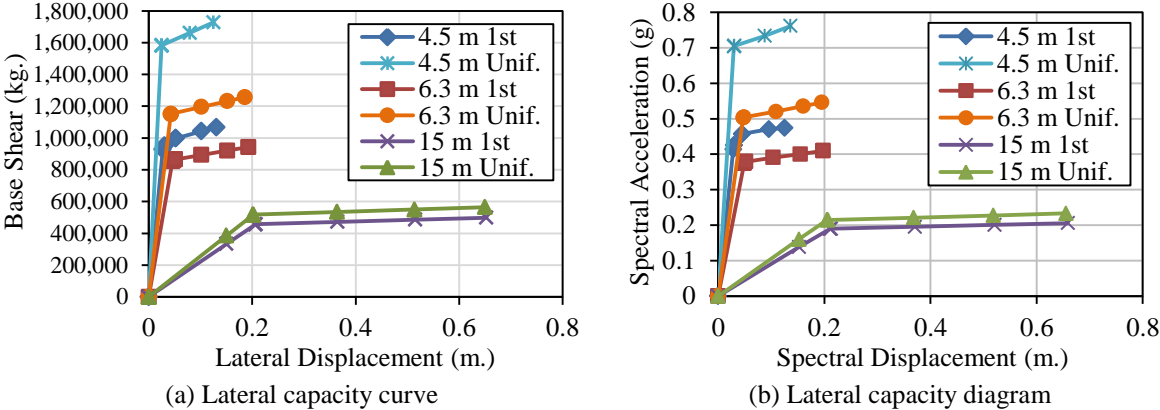 Base Shear (kg.)
1,800,000
1,600,000
1,400,000
1,200,000
1,000,000
800,000
600,000
400,000
200,000
0
0 0.2 0.4 0.6 0.8
Lateral Displacement (m.)
4.5 m 1st
4.5 m Unif.
6.3 m 1st
6.3 m Unif.
15 m 1st
15 m Unif.
(a) Lateral capacity curve
Spectral Acceleration (g)
0.8
0.7
0.6
0.5
0.4
0.3
0.2
0.1
0
0 0.2 0.4 0.6 0.8
Spectral Displacement (m.)
4.5 m 1st
4.5 m Unif.
6.3 m 1st
6.3 m Unif.
15 m 1st
15 m Unif.
(b) Lateral capacity diagram